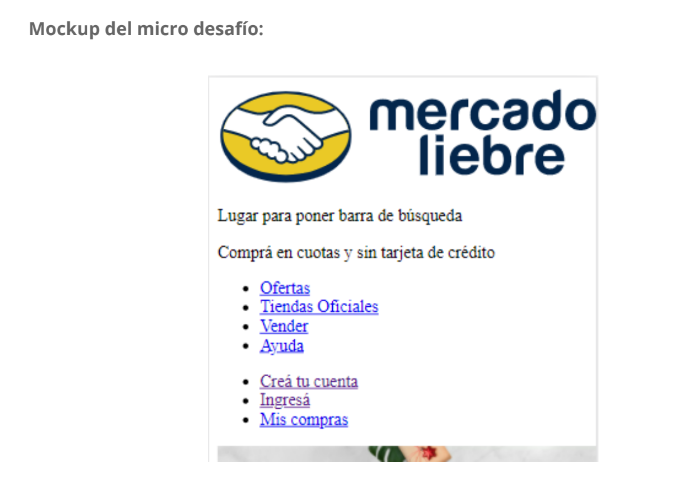 Mockup del micro desafío:
mercado
liebre
Lugar para poner barra de búsqueda
Comprá en cuotas y sin tarjeta de crédito
Ofertas
Tiendas Oficiales
Vender
Ayuda
Creá tu cuenta
Ingresá
Mis compras